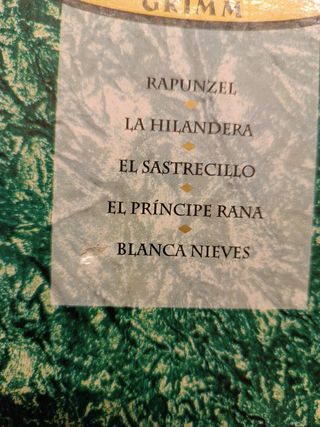 GRIMM
RAPUNZEL
LA HILANDERA
EL SASTRECILLO
EL PRÍNCIPE RANA
BLANCA NIEVES